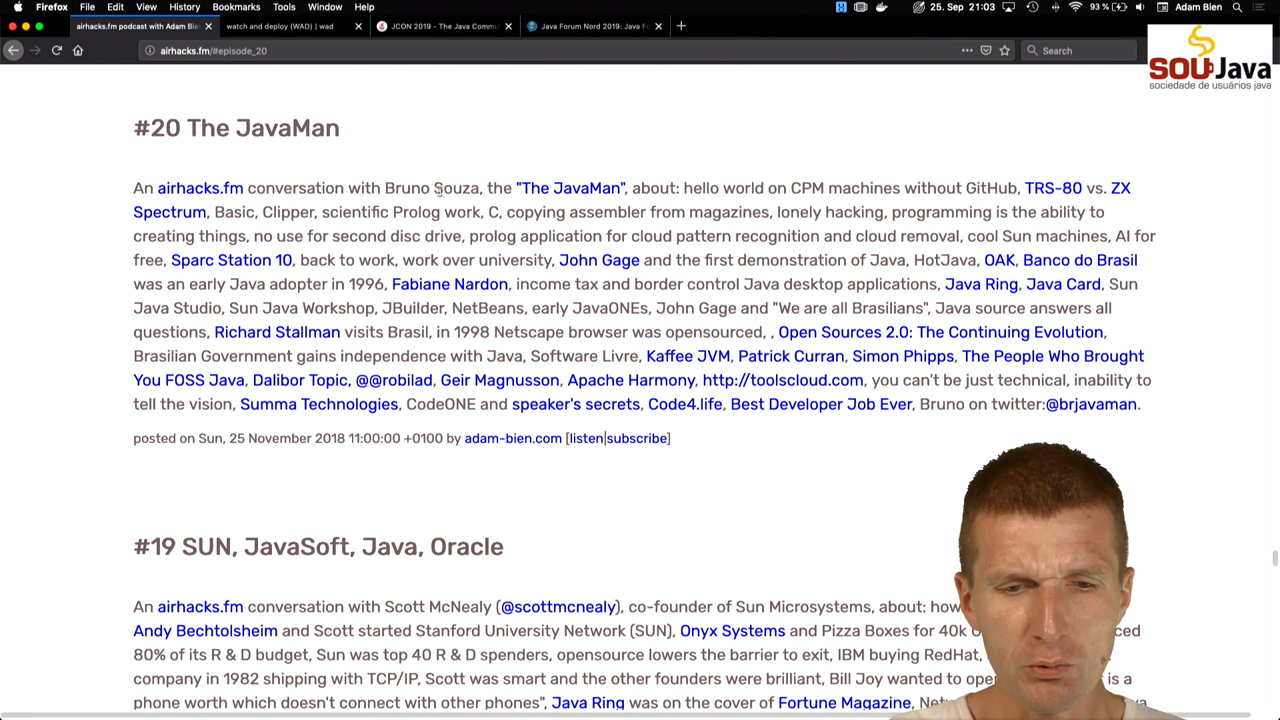 Firefox File Edit View History Bookmarks Tools Window Help 93 % 25. Sep 21:03 Adam Bien
airhacks.fm podcast with Adam Bie watch and deploy (WAD) | wad JCON 2019 - The Java Commu Java Forum Nord 2019: Java F
airhacks.fm/#episode_20 Search
SOUJava
sociedade de usuários java
#20 The JavaMan
An airhacks.fm conversation with Bruno Souza, the "The JavaMan", about: hello world on CPM machines without GitHub, TRS-80 vs. ZX
Spectrum, Basic, Clipper, scientific Prolog work, C, copying assembler from magazines, lonely hacking, programming is the ability to
creating things, no use for second disc drive, prolog application for cloud pattern recognition and cloud removal, cool Sun machines, AI for
free, Sparc Station 10, back to work, work over university, John Gage and the first demonstration of Java, HotJava, OAK, Banco do Brasil
was an early Java adopter in 1996, Fabiane Nardon, income tax and border control Java desktop applications, Java Ring, Java Card, Sun
Java Studio, Sun Java Workshop, JBuilder, NetBeans, early JavaONEs, John Gage and "We are all Brasilians", Java source answers all
questions, Richard Stallman visits Brasil, in 1998 Netscape browser was opensourced, , Open Sources 2.0: The Continuing Evolution,
Brasilian Government gains independence with Java, Software Livre, Kaffee JVM, Patrick Curran, Simon Phipps, The People Who Brought
You FOSS Java, Dalibor Topic, @@robilad, Geir Magnusson, Apache Harmony, http://toolscloud.com, you can't be just technical, inability to
tell the vision, Summa Technologies, CodeONE and speaker's secrets, Code4.life, Best Developer Job Ever, Bruno on twitter:@brjavaman.
posted on Sun, 25 November 2018 11:00:00 +0100 by adam-bien.com [listen|subscribe]
#19 SUN, JavaSoft, Java, Oracle
An airhacks.fm conversation with Scott McNealy (@scottmcnealy), co-founder of Sun Microsystems, about: how
Andy Bechtolsheim and Scott started Stanford University Network (SUN), Onyx Systems and Pizza Boxes for 40k
80% of its R & D budget, Sun was top 40 R & D spenders, opensource lowers the barrier to exit, IBM buying RedHat,
company in 1982 shipping with TCP/IP, Scott was smart and the other founders were brilliant, Bill Joy wanted to is a
phone worth which doesn't connect with other phones", Java Ring was on the cover of Fortune Magazine,